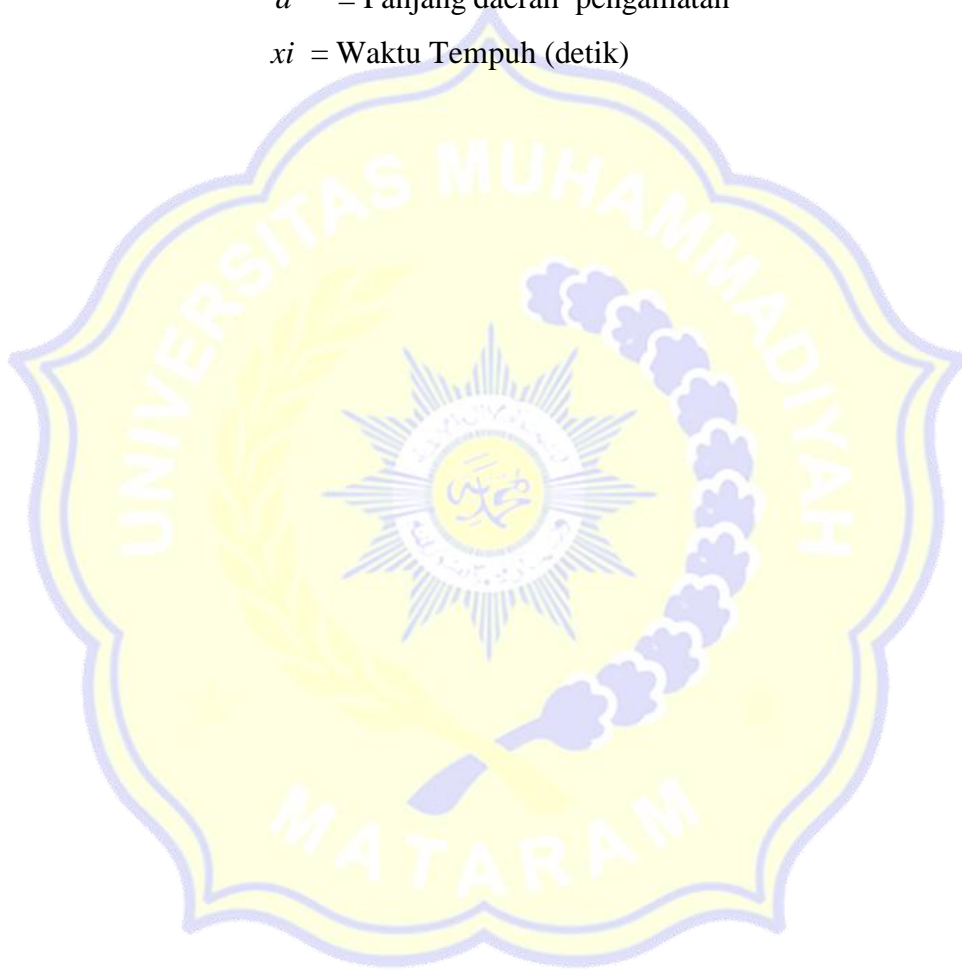 = Panjang daerah pengamatan
xi = Waktu Tempuh (detik)
UNIVERSITAS MUHAMMADIYAH
MATARAM